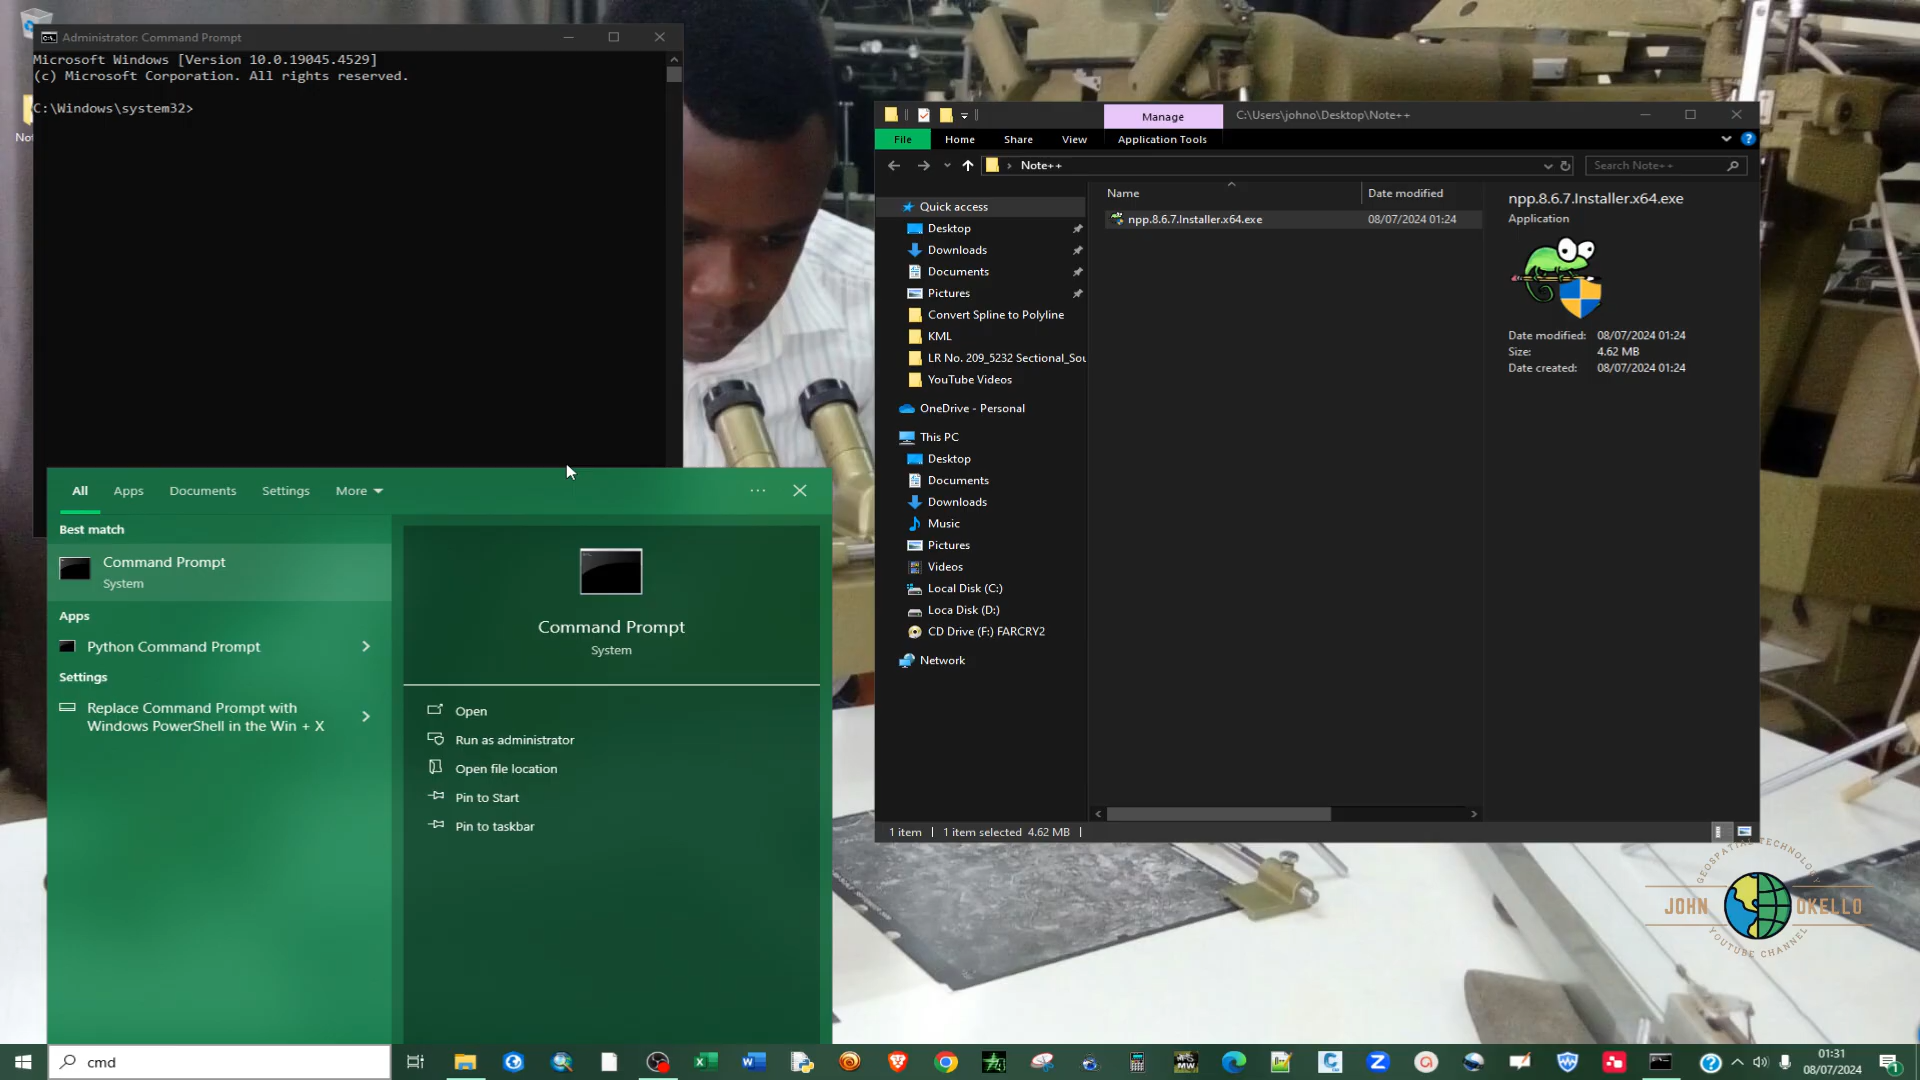 Administrator: Command Prompt
Microsoft Windows [Version 10.0.19045.4529]
(c) Microsoft Corporation. All rights reserved.
C:\Windows\system32>
Manage
C:\Users\johno\Desktop\Note++
File
Home
Share
View
Application Tools
Note++
Search Note++
Quick access
Desktop
Downloads
Documents
Pictures
Convert Spline to Polyline
KML
LR No. 209_5232 Sectional_Sou
YouTube Videos
OneDrive - Personal
This PC
Desktop
Documents
Downloads
Music
Pictures
Videos
Local Disk (C:)
Loca Disk (D:)
CD Drive (F:) FARCRY2
Network
Name
Date modified
npp.8.6.7.Installer.x64.exe
08/07/2024 01:24
npp.8.6.7.Installer.x64.exe
Application
Date modified: 08/07/2024 01:24
Size: 4.62 MB
Date created: 08/07/2024 01:24
1 item
1 item selected 4.62 MB
All
Apps
Documents
Settings
More
Best match
Command Prompt
System
Apps
Python Command Prompt
Settings
Replace Command Prompt with
Windows PowerShell in the Win + X
Command Prompt
System
Open
Run as administrator
Open file location
Pin to Start
Pin to taskbar
GEOSPATIAL TECHNOLOGY
JOHN OKELLO
YOUTUBE CHANNEL
cmd
01:31
08/07/2024